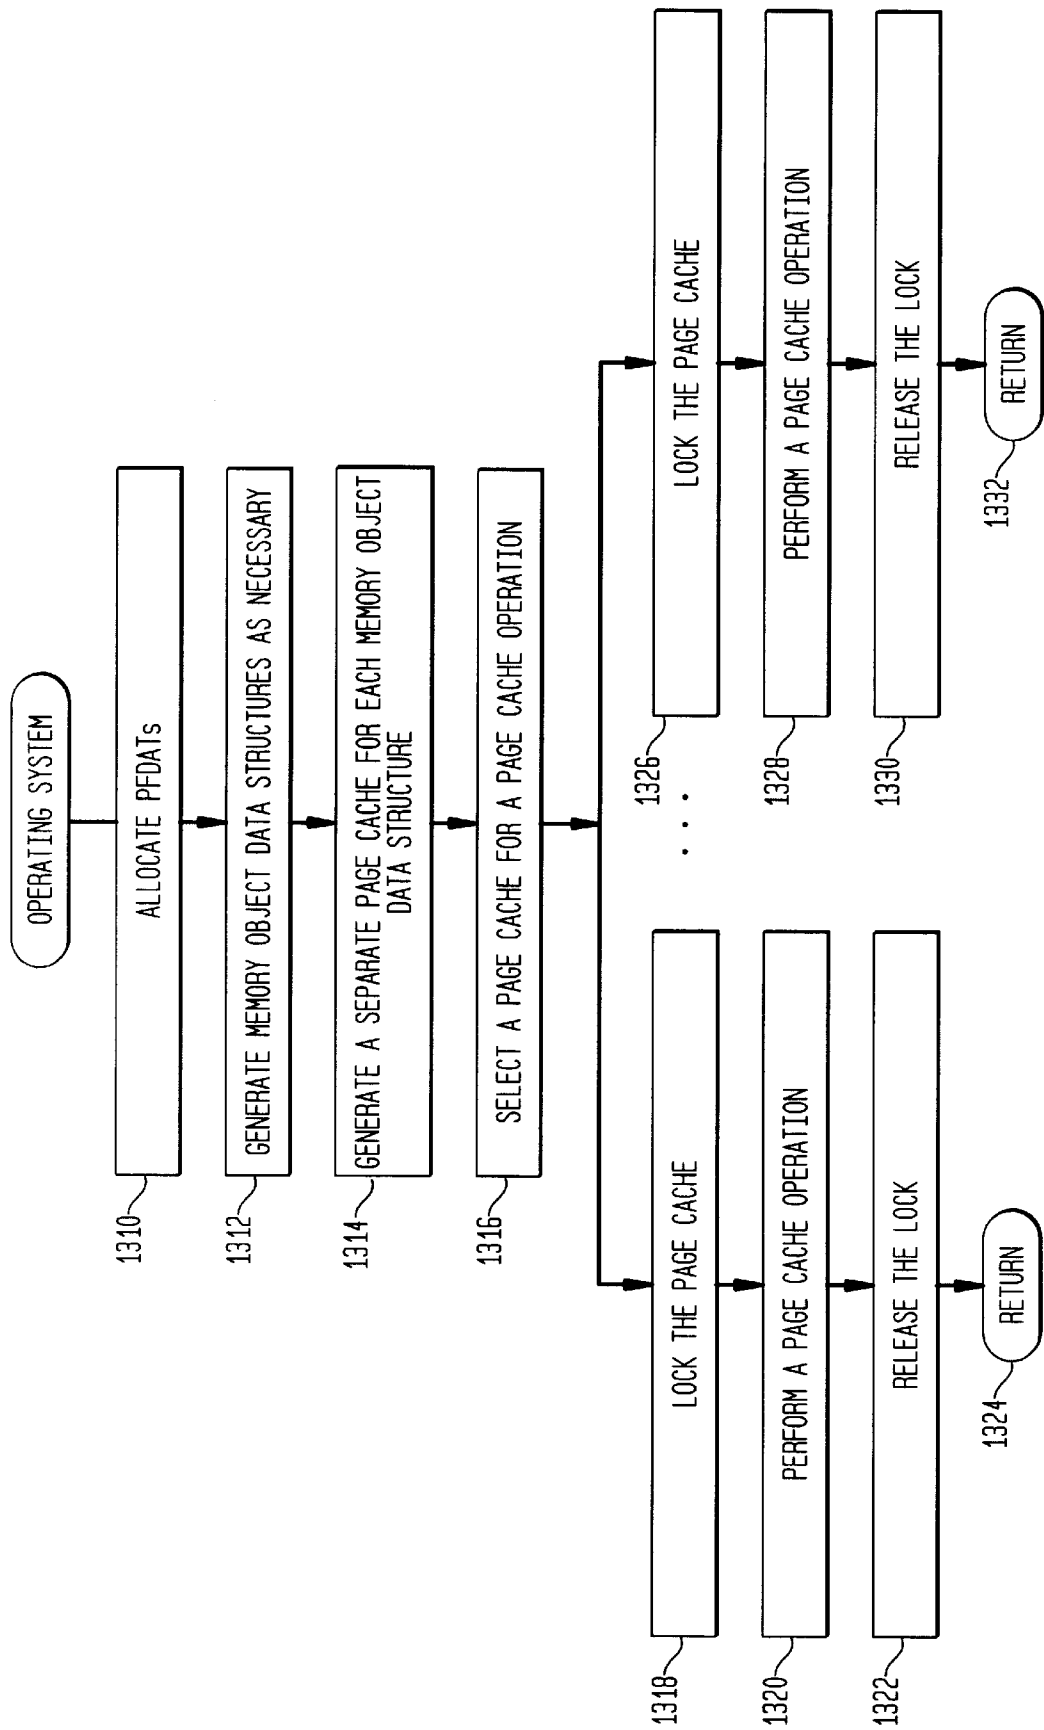 OPERATING SYSTEM
1310
ALLOCATE PFDATs
1312
GENERATE MEMORY OBJECT DATA STRUCTURES AS NECESSARY
1314
GENERATE A SEPARATE PAGE CACHE FOR EACH MEMORY OBJECT
DATA STRUCTURE
1316
SELECT A PAGE CACHE FOR A PAGE CACHE OPERATION
1318
LOCK THE PAGE CACHE
1320
PERFORM A PAGE CACHE OPERATION
1322
RELEASE THE LOCK
1324
RETURN
. . .
1326
LOCK THE PAGE CACHE
1328
PERFORM A PAGE CACHE OPERATION
1330
RELEASE THE LOCK
1332
RETURN